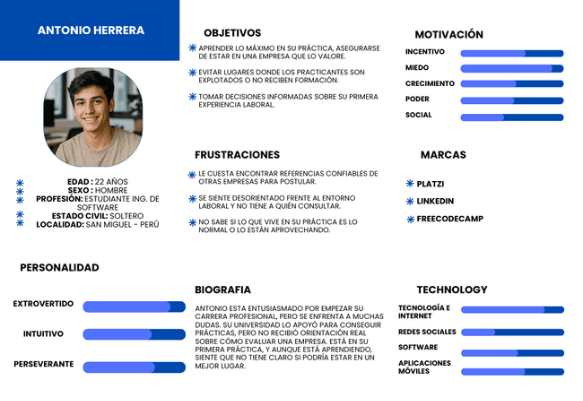 ANTONIO HERRERA
EDAD : 22 AÑOS
SEXO : HOMBRE
PROFESIÓN: ESTUDIANTE ING. DE
SOFTWARE
ESTADO CIVIL: SOLTERO
LOCALIDAD: SAN MIGUEL - PERÚ
OBJETIVOS
APRENDER LO MÁXIMO EN SU PRÁCTICA, ASEGURARSE
DE ESTAR EN UNA EMPRESA QUE LO VALORE.
EVITAR LUGARES DONDE LOS PRACTICANTES SON
EXPLOTADOS O NO RECIBEN FORMACIÓN.
TOMAR DECISIONES INFORMADAS SOBRE SU PRIMERA
EXPERIENCIA LABORAL.
MOTIVACIÓN
INCENTIVO
MIEDO
CRECIMIENTO
PODER
SOCIAL
FRUSTRACIONES
LE CUESTA ENCONTRAR REFERENCIAS CONFIABLES DE
OTRAS EMPRESAS PARA POSTULAR.
SE SIENTE DESORIENTADO FRENTE AL ENTORNO
LABORAL Y NO TIENE A QUIÉN CONSULTAR.
NO SABE SI LO QUE VIVE EN SU PRÁCTICA ES LO
NORMAL O LO ESTÁN APROVECHANDO.
MARCAS
PLATZI
LINKEDIN
FREECODECAMP
PERSONALIDAD
EXTROVERTIDO
INTUITIVO
PERSEVERANTE
BIOGRAFIA
ANTONIO ESTA ENTUSIASMADO POR EMPEZAR SU
CARRERA PROFESIONAL, PERO SE ENFRENTA A MUCHAS
DUDAS. SU UNIVERSIDAD LO APOYÓ PARA CONSEGUIR
PRÁCTICAS, PERO NO RECIBIÓ ORIENTACIÓN REAL
SOBRE CÓMO EVALUAR UNA EMPRESA. ESTÁ EN SU
PRIMERA PRÁCTICA, Y AUNQUE ESTÁ APRENDIENDO,
SIENTE QUE NO TIENE CLARO SI PODRÍA ESTAR EN UN
MEJOR LUGAR.
TECHNOLOGY
TECNOLOGÍA E
INTERNET
REDES SOCIALES
SOFTWARE
APLICACIONES
MÓVILES